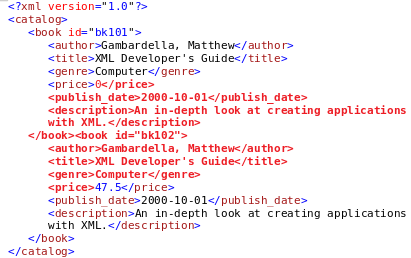 <?xml version="1.0"?>
<catalog>
<book id="bk101">
<author>Gambardella, Matthew</author>
<title>XML Developer's Guide</title>
<genre>Computer</genre>
<price>0</price>
<publish_date>2000-10-01</publish_date>
<description>An in-depth look at creating applications
with XML.</description>
</book><book id="bk102">
<author>Gambardella, Matthew</author>
<title>XML Developer's Guide</title>
<genre>Computer</genre>
<price>47.5</price>
<publish_date>2000-10-01</publish_date>
<description>An in-depth look at creating applications
with XML.</description>
</book>
</catalog>